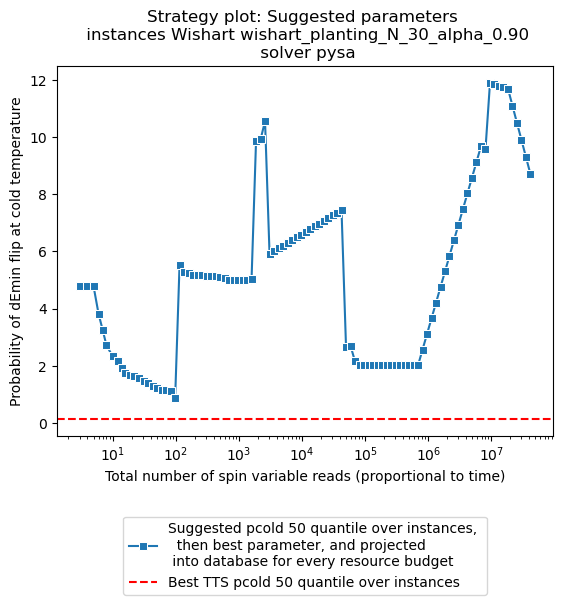 Strategy plot: Suggested parameters
instances Wishart wishart_planting_N_30_alpha_0.90
solver pysa
Probability of dEmin flip at cold temperature
12
10
8
6
4
2
0
10¹ 10² 10³ 10⁴ 10⁵ 10⁶ 10⁷
Total number of spin variable reads (proportional to time)
Suggested pcold 50 quantile over instances,
then best parameter, and projected
into database for every resource budget
Best TTS pcold 50 quantile over instances